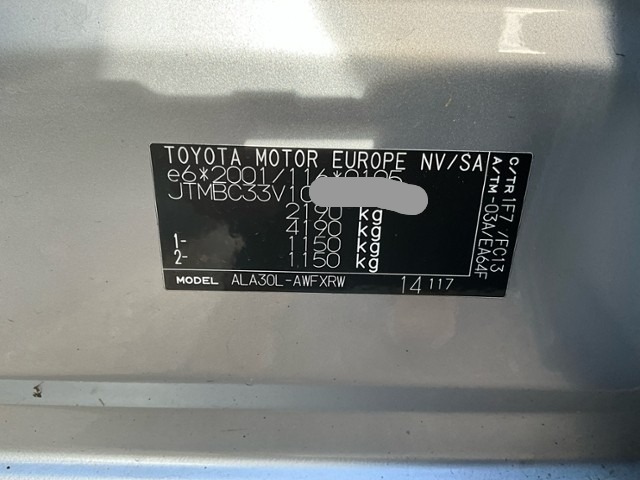 TOYOTA MOTOR EUROPE NV/SA
e6*2001/116*0105
JTMBC33V10
2190 kg
4190 kg
1- 1150 kg
2- 1150 kg
MODEL ALA30L-AWFXRW 14 117
C/TR 1F7 /FC13
A/TM -03A/EA64F